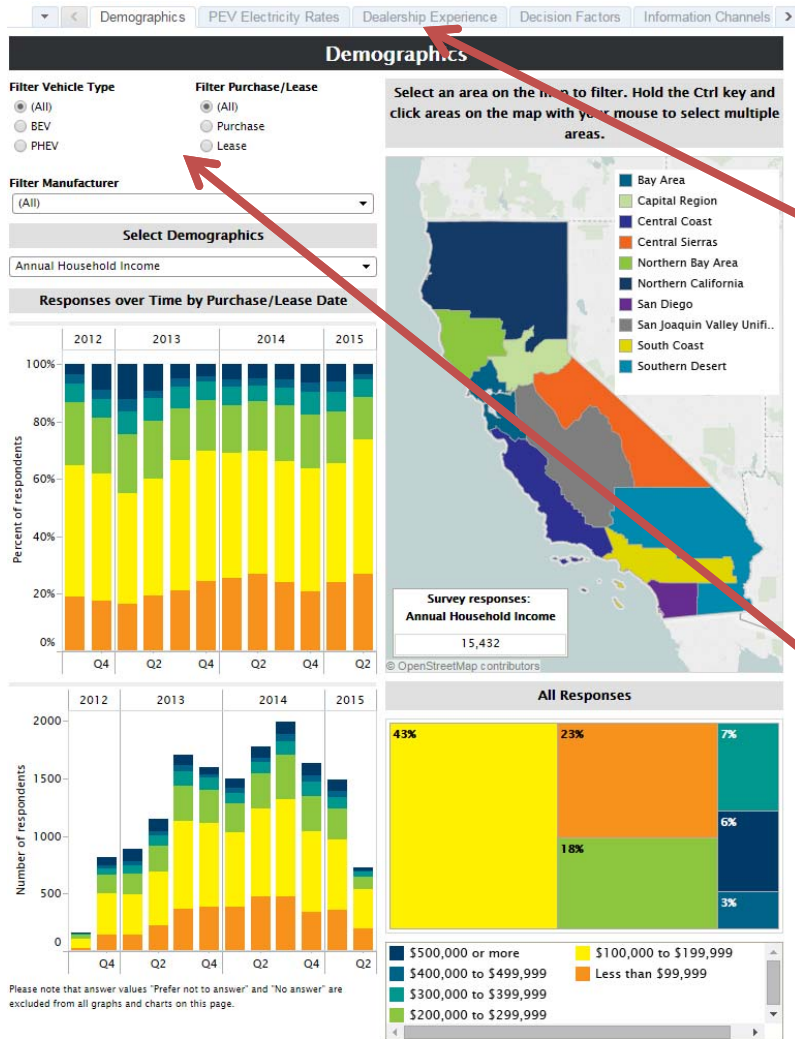 Demographics PEV Electricity Rates Dealership Experience Decision Factors Information Channels
Demographics
Filter Vehicle Type
(All)
BEV
PHEV
Filter Purchase/Lease
(All)
Purchase
Lease
Filter Manufacturer
(All)
Select Demographics
Annual Household Income
Select an area on the map to filter. Hold the Ctrl key and
click areas on the map with your mouse to select multiple
areas.
Bay Area
Capital Region
Central Coast
Central Sierras
Northern Bay Area
Northern California
San Diego
San Joaquin Valley Unifi..
South Coast
Southern Desert
Survey responses:
Annual Household Income
15,432
© OpenStreetMap contributors
Responses over Time by Purchase/Lease Date
2012 2013 2014 2015
100%
80%
60%
40%
20%
0%
Percent of respondents
Q4 Q2 Q4 Q2 Q4 Q2
2012 2013 2014 2015
2000
1500
1000
500
0
Number of respondents
Q4 Q2 Q4 Q2 Q4 Q2
Please note that answer values "Prefer not to answer" and "No answer" are
excluded from all graphs and charts on this page.
All Responses
43% 23% 7%
6%
18%
3%
$500,000 or more
$400,000 to $499,999
$300,000 to $399,999
$200,000 to $299,999
$100,000 to $199,999
Less than $99,999